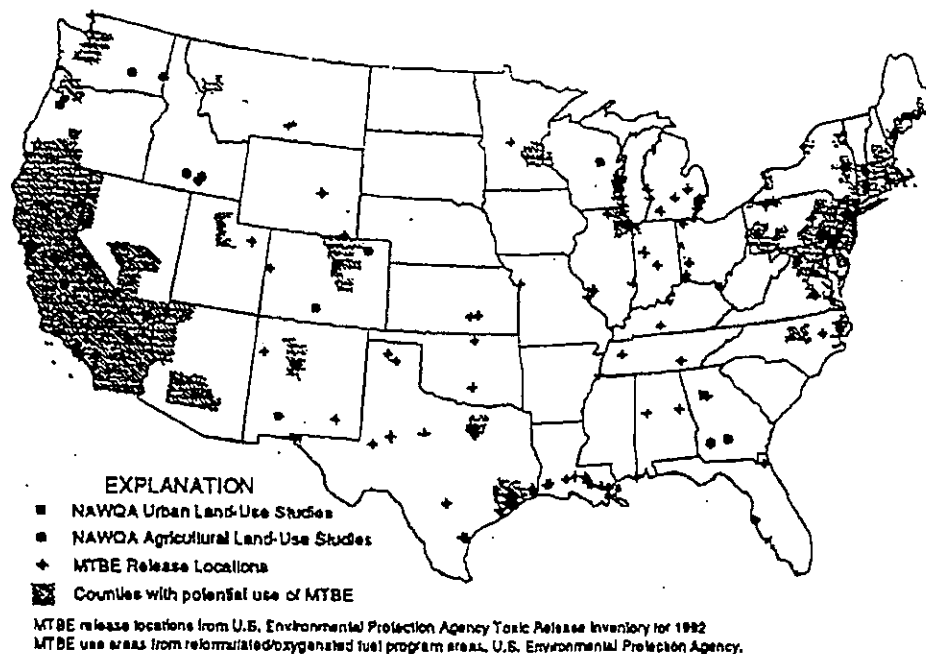 EXPLANATION
NAWQA Urban Land-Use Studies
NAWQA Agricultural Land-Use Studies
MTBE Release Locations
Counties with potential use of MTBE
MTBE release locations from U.S. Environmental Protection Agency Toxic Release Inventory for 1992
MTBE use areas from reformulated/oxygenated fuel program areas, U.S. Environmental Protection Agency.